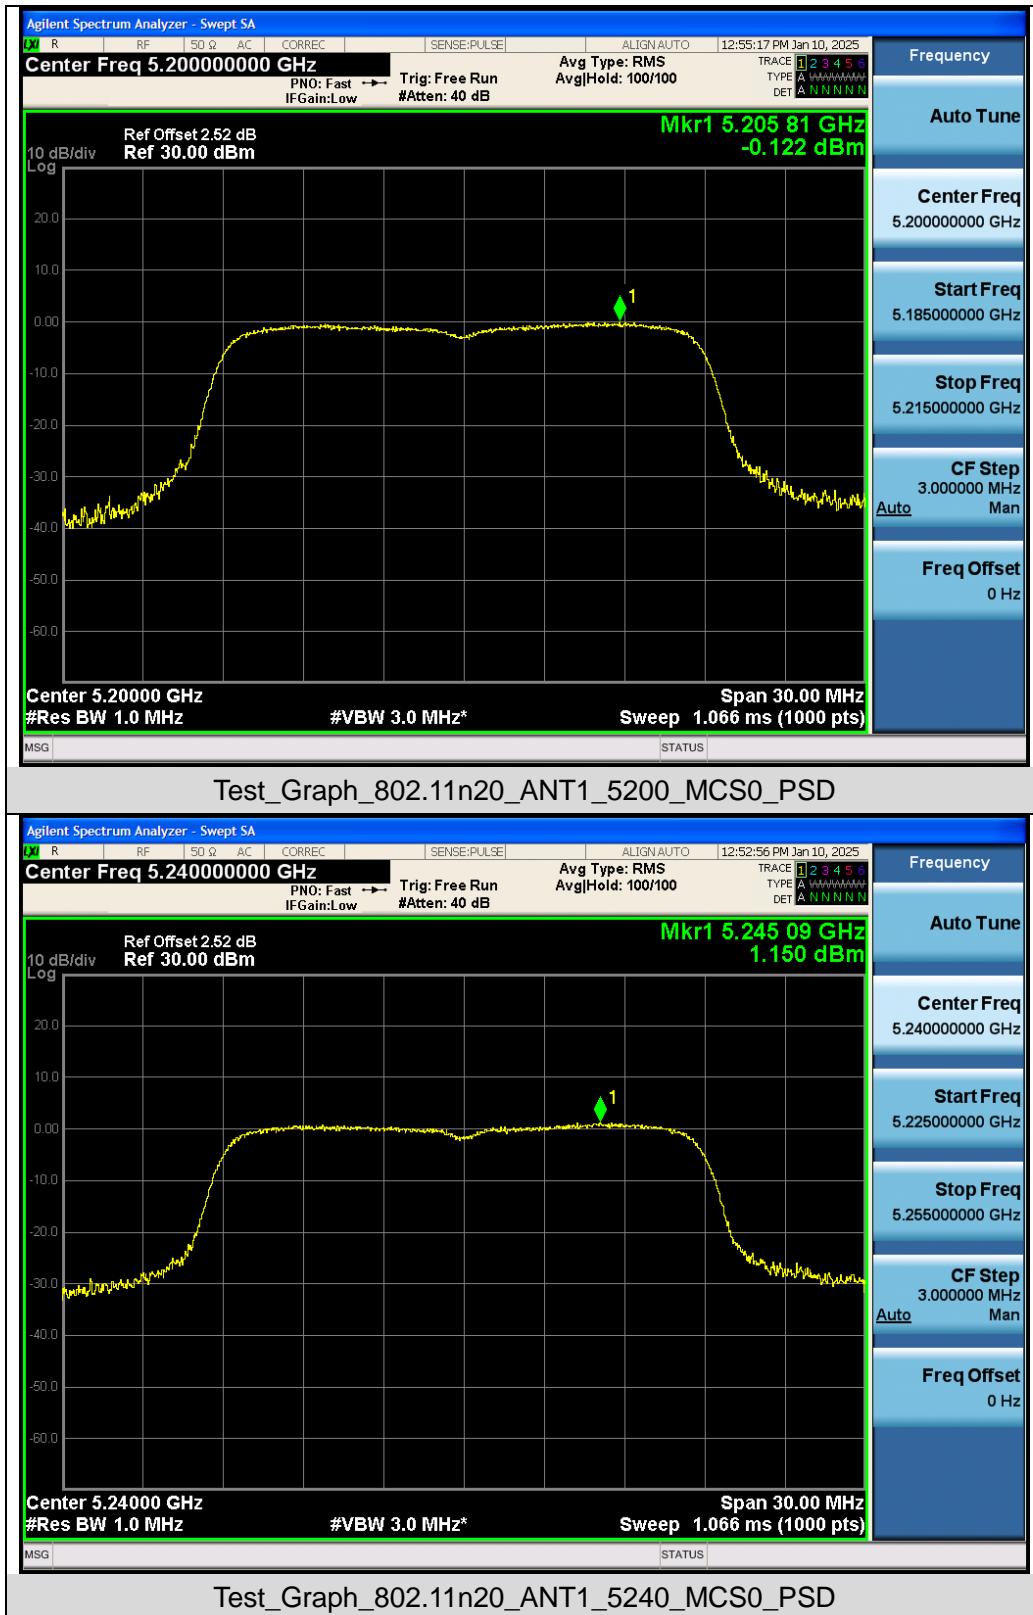 Agilent Spectrum Analyzer - Swept SA
LXI R RF 50 Ω AC CORREC SENSE:PULSE ALIGN AUTO 12:55:17 PM Jan 10, 2025
Center Freq 5.200000000 GHz
PNO: Fast
IFGain:Low
Trig: Free Run
#Atten: 40 dB
Avg Type: RMS
Avg|Hold: 100/100
TRACE 1 2 3 4 5 6
TYPE A WWWWW
DET A N N N N N
Mkr1 5.205 81 GHz
-0.122 dBm
Ref Offset 2.52 dB
10 dB/div Ref 30.00 dBm
Log
20.0
10.0
0.00
-10.0
-20.0
-30.0
-40.0
-50.0
-60.0
1
Center 5.20000 GHz Span 30.00 MHz
#Res BW 1.0 MHz #VBW 3.0 MHz* Sweep 1.066 ms (1000 pts)
MSG STATUS
Frequency
Auto Tune
Center Freq
5.200000000 GHz
Start Freq
5.185000000 GHz
Stop Freq
5.215000000 GHz
CF Step
3.000000 MHz
Auto Man
Freq Offset
0 Hz
Test_Graph_802.11n20_ANT1_5200_MCS0_PSD
Agilent Spectrum Analyzer - Swept SA
LXI R RF 50 Ω AC CORREC SENSE:PULSE ALIGN AUTO 12:52:56 PM Jan 10, 2025
Center Freq 5.240000000 GHz
PNO: Fast
IFGain:Low
Trig: Free Run
#Atten: 40 dB
Avg Type: RMS
Avg|Hold: 100/100
TRACE 1 2 3 4 5 6
TYPE A WWWWW
DET A N N N N N
Mkr1 5.245 09 GHz
1.150 dBm
Ref Offset 2.52 dB
10 dB/div Ref 30.00 dBm
Log
20.0
10.0
0.00
-10.0
-20.0
-30.0
-40.0
-50.0
-60.0
1
Center 5.24000 GHz Span 30.00 MHz
#Res BW 1.0 MHz #VBW 3.0 MHz* Sweep 1.066 ms (1000 pts)
MSG STATUS
Frequency
Auto Tune
Center Freq
5.240000000 GHz
Start Freq
5.225000000 GHz
Stop Freq
5.255000000 GHz
CF Step
3.000000 MHz
Auto Man
Freq Offset
0 Hz
Test_Graph_802.11n20_ANT1_5240_MCS0_PSD